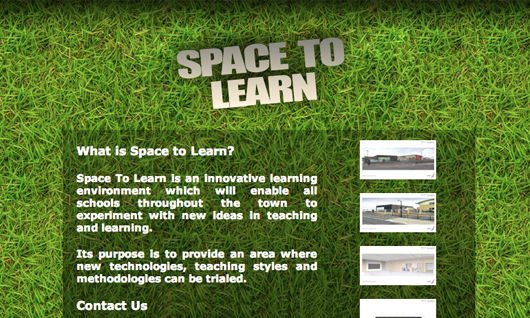 SPACE TO
LEARN
What is Space to Learn?
Space To Learn is an innovative learning
environment which will enable all
schools throughout the town to
experiment with new ideas in teaching
and learning.
Its purpose is to provide an area where
new technologies, teaching styles and
methodologies can be trialed.
Contact Us